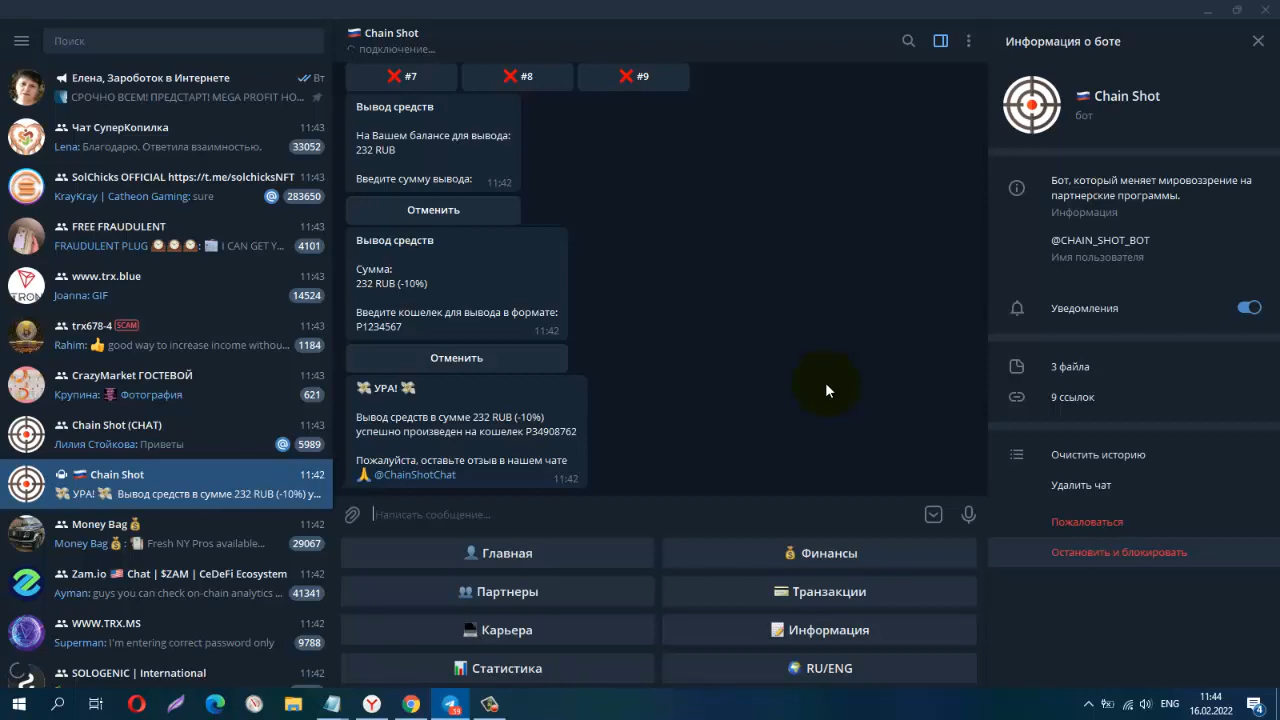 Поиск
Елена, Зароботок в Интернете
Вт
СРОЧНО ВСЕМ! ПРЕДСТАРТ! MEGA PROFIT HO...
Чат СуперКопилка
11:43
Lena: Благодарю. Ответила взаимностью.
33052
SolChicks OFFICIAL https://t.me/solchicksNFT
11:43
KrayKray | Catheon Gaming: sure
@
283650
FREE FRAUDULENT
11:43
FRAUDULENT PLUG 🕰🕰🕰: I CAN GET Y...
4101
www.trx.blue
11:43
Joanna: GIF
14524
TRON
trx678-4 SCAM
11:43
Rahim: 👍 good way to increase income withou...
1184
CrazyMarket ГОСТЕВОЙ
11:43
Крупина: Фотография
621
Chain Shot (CHAT)
11:43
Лилия Стойкова: Приветы
@
5989
🇷🇺 Chain Shot
11:42
💸 УРА! 💸 Вывод средств в сумме 232 RUB (-10%) у...
Money Bag💰
11:42
Money Bag💰: Fresh NY Pros available...
29067
Zam.io 🇺🇸 Chat | $ZAM | CeDeFi Ecosystem
11:42
Ayman: guys you can check on-chain analytics ...
41341
WWW.TRX.MS
11:42
Superman: I'm entering correct password only
9788
SOLOGENIC | International
11:42
🇷🇺 Chain Shot
подключение...
❌ #7
❌ #8
❌ #9
Вывод средств
На Вашем балансе для вывода:
232 RUB
Введите сумму вывода:
11:42
Отменить
Вывод средств
Сумма:
232 RUB (-10%)
Введите кошелек для вывода в формате:
P1234567
11:42
Отменить
💸 УРА! 💸
Вывод средств в сумме 232 RUB (-10%)
успешно произведен на кошелек P34908762
Пожалуйста, оставьте отзыв в нашем чате
🙏 @ChainShotChat
11:42
Написать сообщение...
👤 Главная
💰 Финансы
👥 Партнеры
💳 Транзакции
💻 Карьера
📝 Информация
📊 Статистика
🌍 RU/ENG
Информация о боте
🇷🇺 Chain Shot
бот
Бот, который меняет мировоззрение на
партнерские программы.
Информация
@CHAIN_SHOT_BOT
Имя пользователя
Уведомления
3 файла
9 ссылок
Очистить историю
Удалить чат
Пожаловаться
Остановить и блокировать
59
ENG
11:44
16.02.2022
4